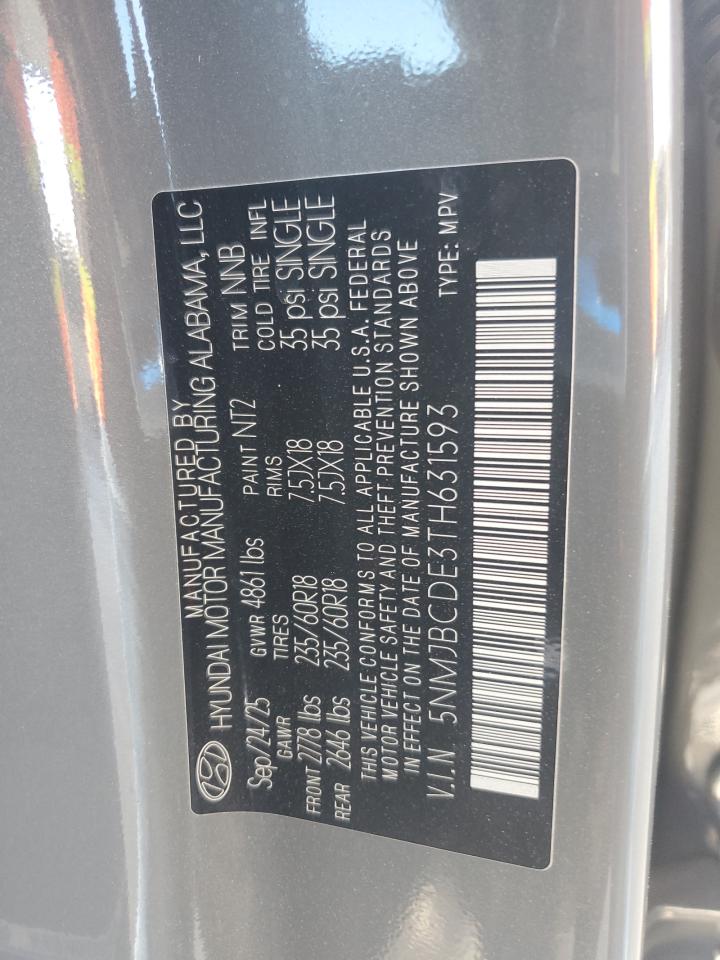 MANUFACTURED BY
HYUNDAI MOTOR MANUFACTURING ALABAMA, LLC
Sep/24/25 GVWR 4861 lbs PAINT NT2 TRIM NNB
GAWR TIRES RIMS COLD TIRE INFL
FRONT 2778 lbs 235/60R18 7.5JX18 35 psi SINGLE
REAR 2646 lbs 235/60R18 7.5JX18 35 psi SINGLE
THIS VEHICLE CONFORMS TO ALL APPLICABLE U.S.A. FEDERAL
MOTOR VEHICLE SAFETY AND THEFT PREVENTION STANDARDS
IN EFFECT ON THE DATE OF MANUFACTURE SHOWN ABOVE
V.I.N 5NMJBCDE3TH631593 TYPE: MPV